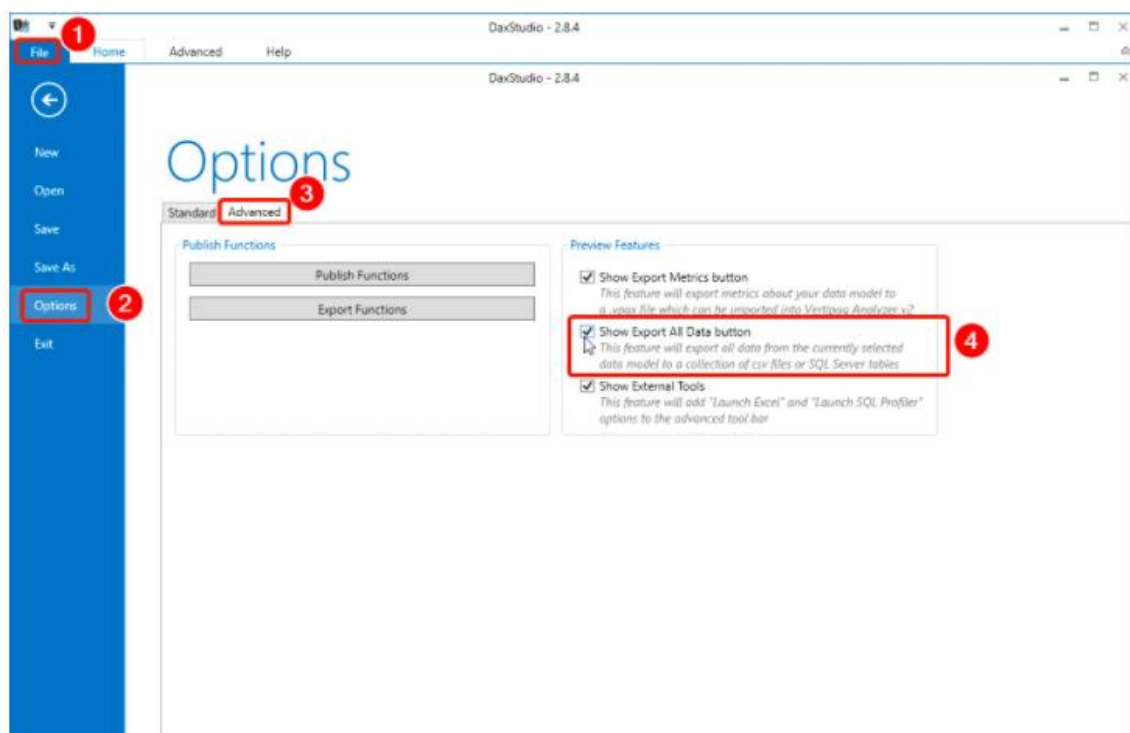 DaxStudio - 2.8.4
1
File Home Advanced Help
DaxStudio - 2.8.4
New
Open
Save
Save As
Options 2
Exit
Options
3
Standard Advanced
Publish Functions
Publish Functions
Export Functions
Preview Features
Show Export Metrics button
This feature will export metrics about your data model to
a .vpax file which can be imported into Vertipaq Analyzer v2
Show Export All Data button
This feature will export all data from the currently selected
data model to a collection of csv files or SQL Server tables
4
Show External Tools
This feature will add "Launch Excel" and "Launch SQL Profiler"
options to the advanced tool bar